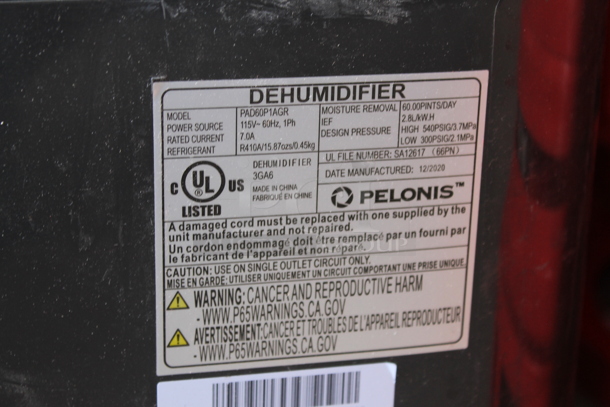 DEHUMIDIFIER
MODEL PAD60P1AGR MOISTURE REMOVAL 60.00PINTS/DAY
POWER SOURCE 115V~ 60Hz, 1Ph IEF 2.8L/kW.H
RATED CURRENT 7.0A DESIGN PRESSURE HIGH 540PSIG/3.7MPa
REFRIGERANT R410A/15.87ozs/0.45kg LOW 300PSIG/2.1MPa
UL FILE NUMBER: SA12617 (66PN)
DATE MANUFACTURED: 12/2020
C UL US
LISTED
DEHUMIDIFIER
3GA6
MADE IN CHINA
FABRIQUÉ EN CHINE
PELONIS™
A damaged cord must be replaced with one supplied by the
unit manufacturer and not repaired.
Un cordon endommagé doit être remplacé par un fourni par
le fabricant de l'appareil et non réparé.
CAUTION: USE ON SINGLE OUTLET CIRCUIT ONLY.
MISE EN GARDE: UTILISER UNIQUEMENT UN CIRCUIT COMPORTANT UNE PRISE UNIQUE.
WARNING: CANCER AND REPRODUCTIVE HARM
- WWW.P65WARNINGS.CA.GOV
AVERTISSEMENT:CANCER ET TROUBLES DE L'APPAREIL REPRODUCTEUR
- WWW.P65WARNINGS.CA.GOV